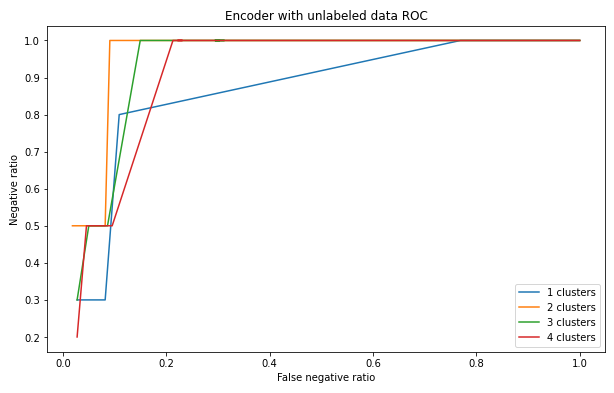 Encoder with unlabeled data ROC
Negative ratio
1.0
0.9
0.8
0.7
0.6
0.5
0.4
0.3
0.2
0.0
0.2
0.4
0.6
0.8
1.0
False negative ratio
1 clusters
2 clusters
3 clusters
4 clusters